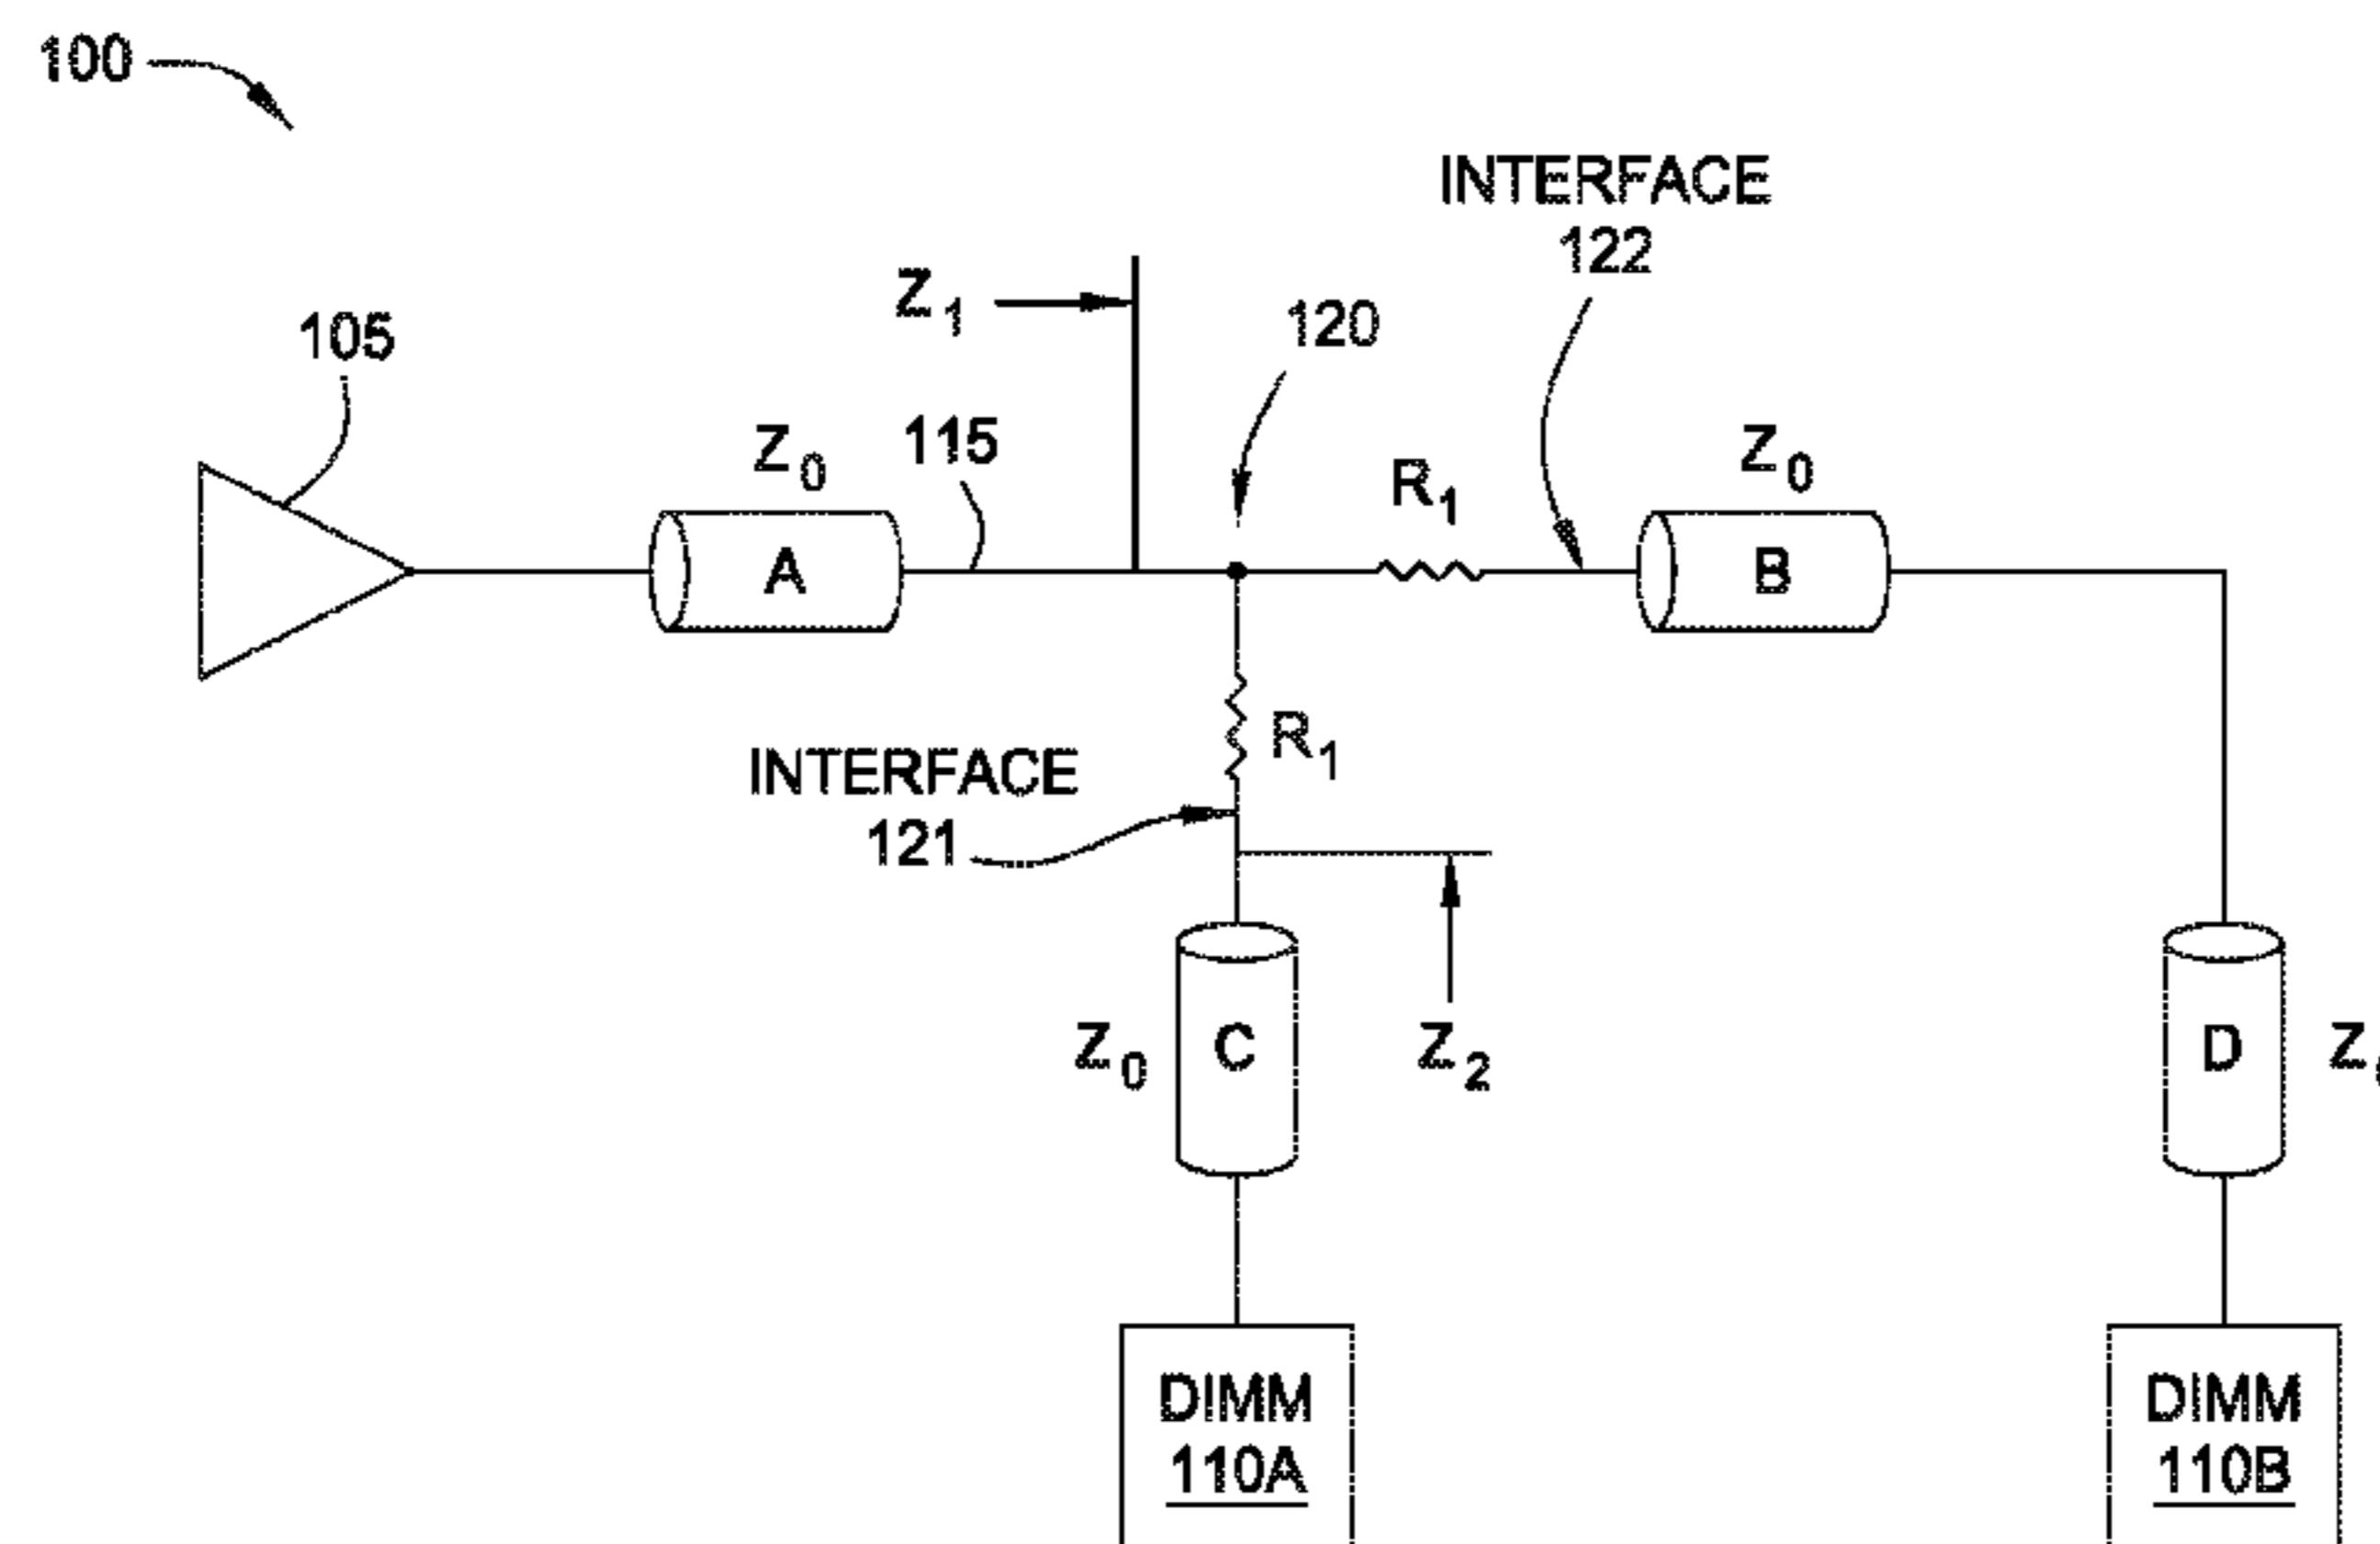 100
INTERFACE
122
Z1
120
105
Z0
115
R1
Z0
A
B
R1
INTERFACE
121
Z0
C
Z2
D
Z
DIMM
110A
DIMM
110B